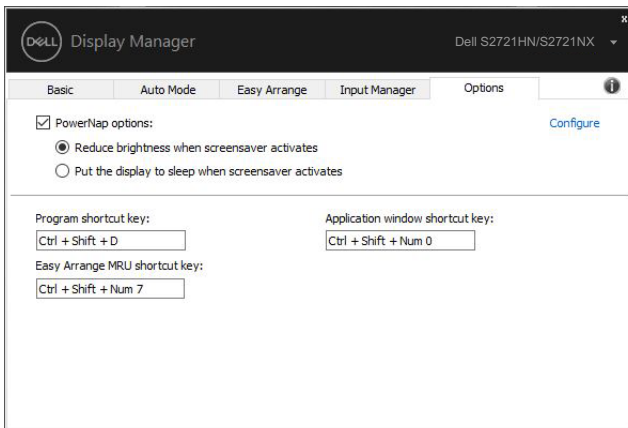 x
DELL Display Manager Dell S2721HN/S2721NX
Basic Auto Mode Easy Arrange Input Manager Options i
PowerNap options: Configure
Reduce brightness when screensaver activates
Put the display to sleep when screensaver activates
Program shortcut key: Application window shortcut key:
Ctrl + Shift + D Ctrl + Shift + Num 0
Easy Arrange MRU shortcut key:
Ctrl + Shift + Num 7